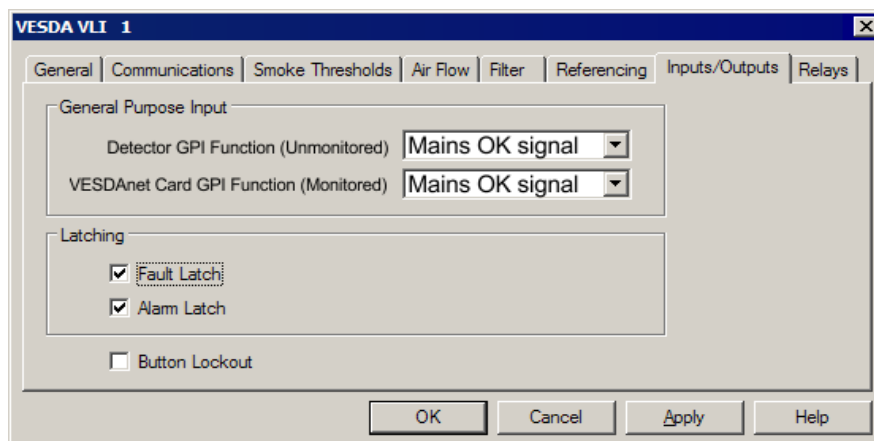 VESDA VLI 1
General Communications Smoke Thresholds Air Flow Filter Referencing Inputs/Outputs Relays
General Purpose Input
Detector GPI Function (Unmonitored) Mains OK signal
VESDAnet Card GPI Function (Monitored) Mains OK signal
Latching
Fault Latch
Alarm Latch
Button Lockout
OK Cancel Apply Help